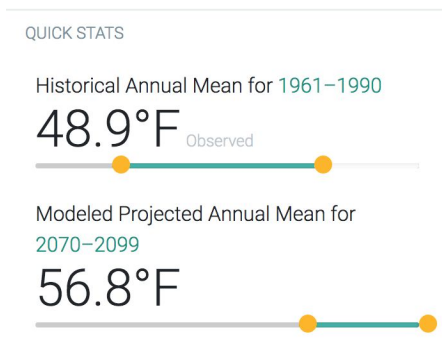 QUICK STATS
Historical Annual Mean for 1961–1990
48.9°F Observed
Modeled Projected Annual Mean for
2070–2099
56.8°F